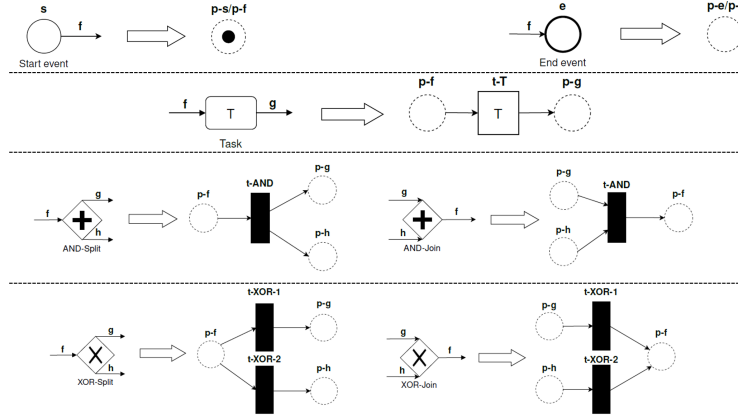 s
f
Start event
p-s/p-f
e
f
End event
p-e/p-
f
T
g
Task
p-f
t-T
p-g
T
f
g
h
AND-Split
p-f
t-AND
p-g
p-h
g
h
f
AND-Join
p-g
p-h
t-AND
p-f
f
g
h
XOR-Split
p-f
t-XOR-1
t-XOR-2
p-g
p-h
g
h
f
XOR-Join
p-g
p-h
t-XOR-1
t-XOR-2
p-f